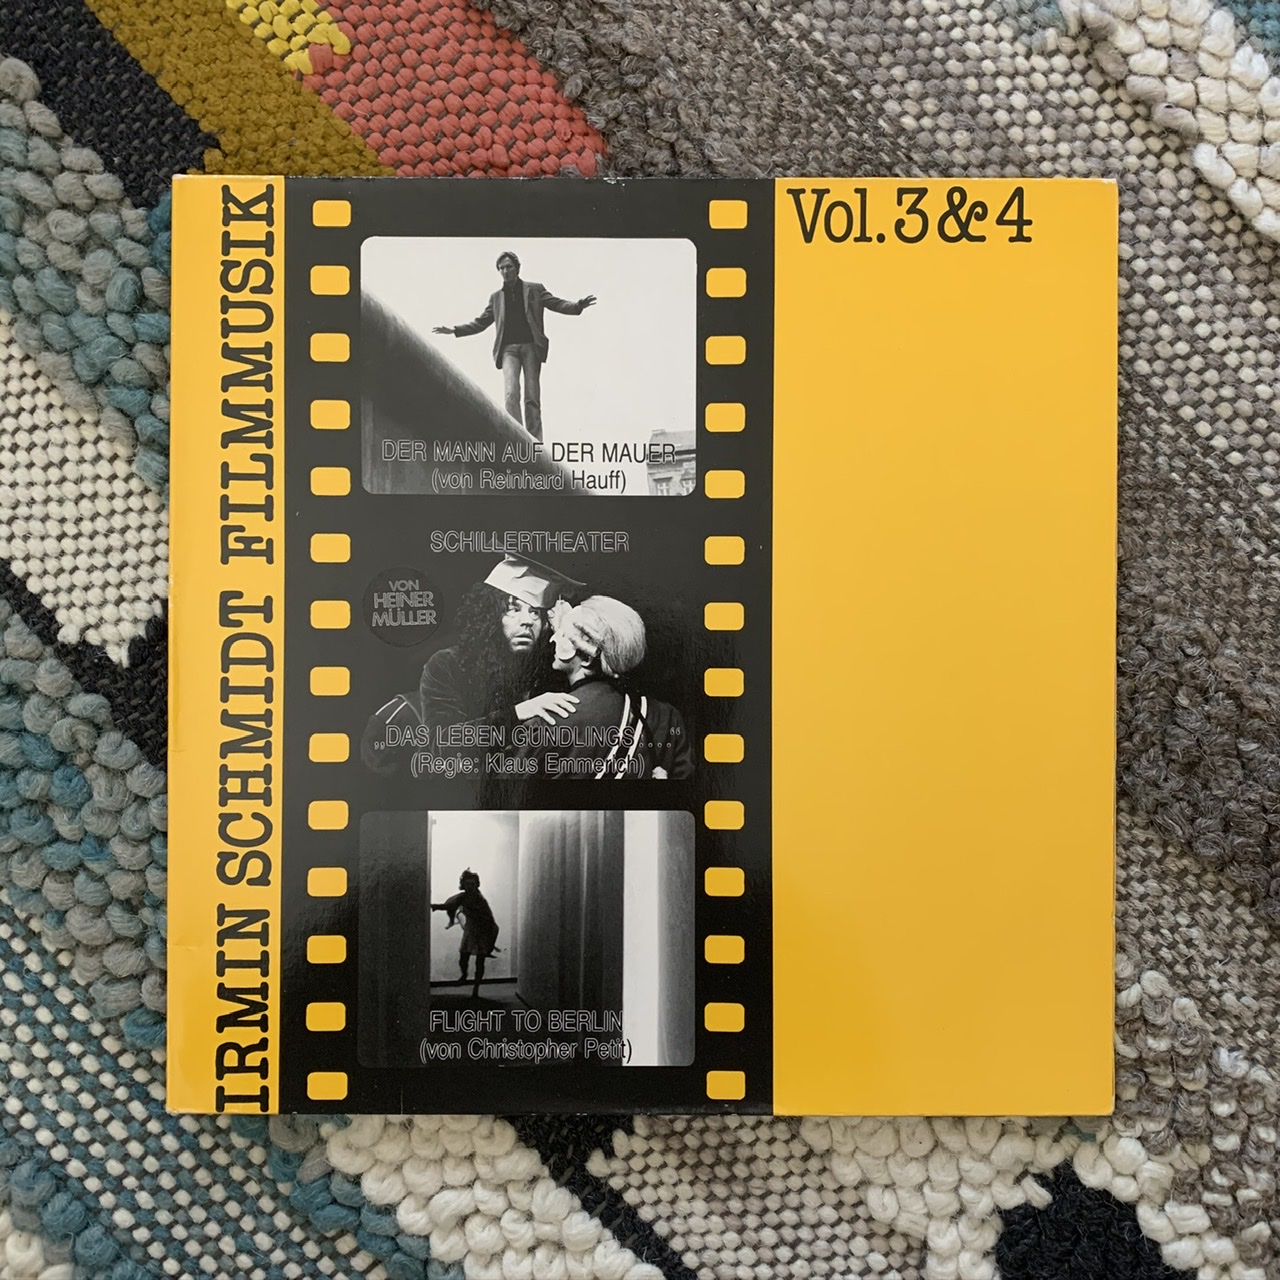 IRMIN SCHMIDT FILMMUSIK
Vol. 3 & 4
DER MANN AUF DER MAUER
(von Reinhard Hauff)
SCHILLERTHEATER
VON
HEINER
MÜLLER
„DAS LEBEN GUNDLINGS....“
(Regie: Klaus Emmerich)
FLIGHT TO BERLIN
(von Christopher Petit)